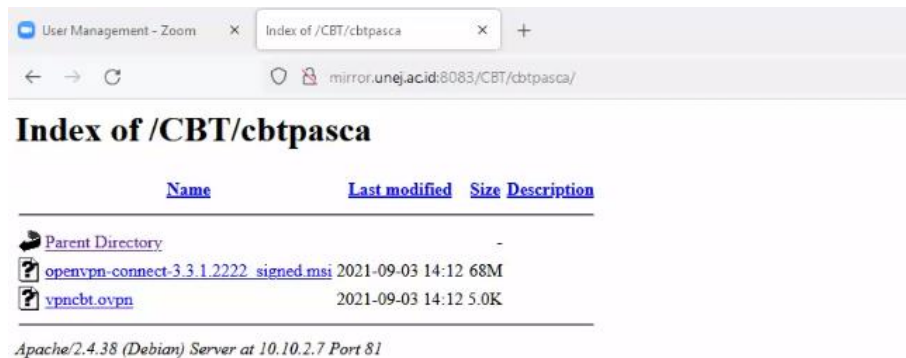 User Management - Zoom × Index of /CBT/cbtpasca × +
mirror.unej.ac.id:8083/CBT/cbtpasca/
Index of /CBT/cbtpasca
Name Last modified Size Description
Parent Directory -
openvpn-connect-3.3.1.2222_signed.msi 2021-09-03 14:12 68M
vpncbt.ovpn 2021-09-03 14:12 5.0K
Apache/2.4.38 (Debian) Server at 10.10.2.7 Port 81